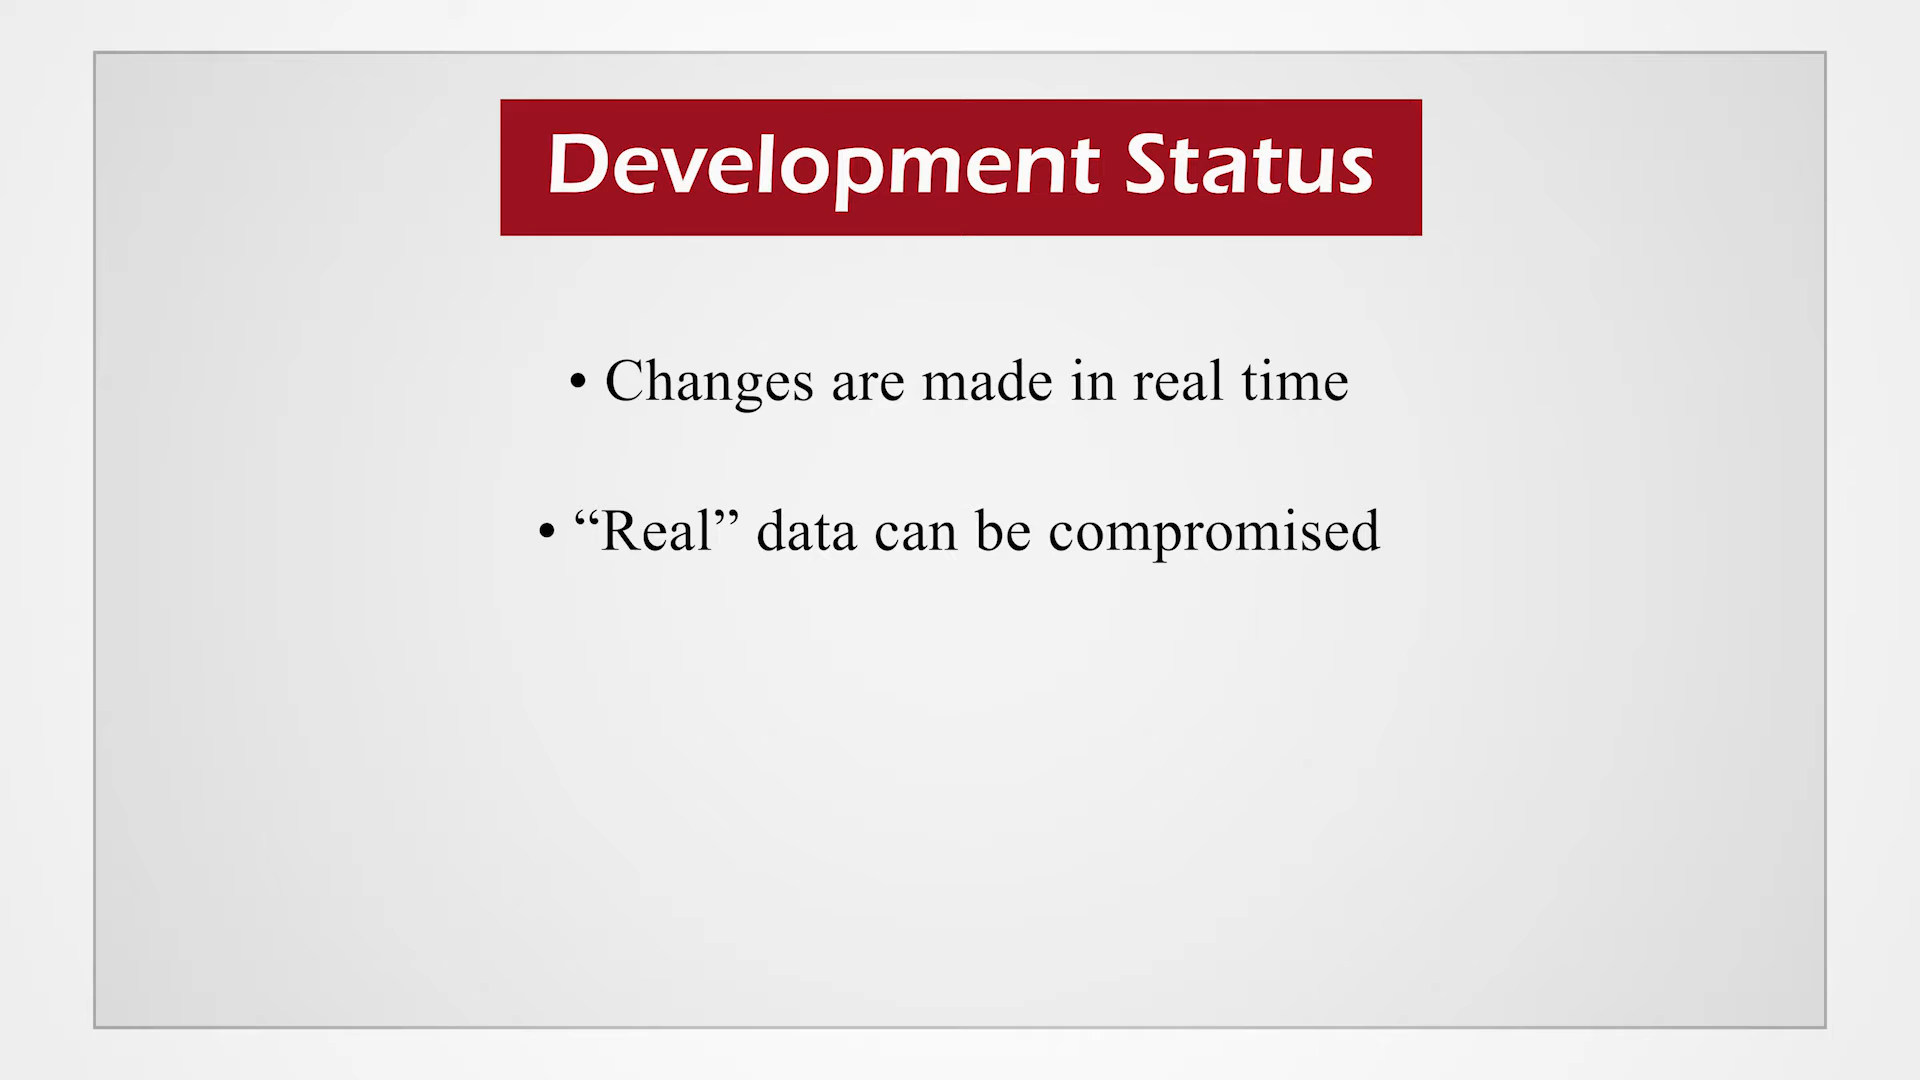 Development Status
• Changes are made in real time
• “Real” data can be compromised